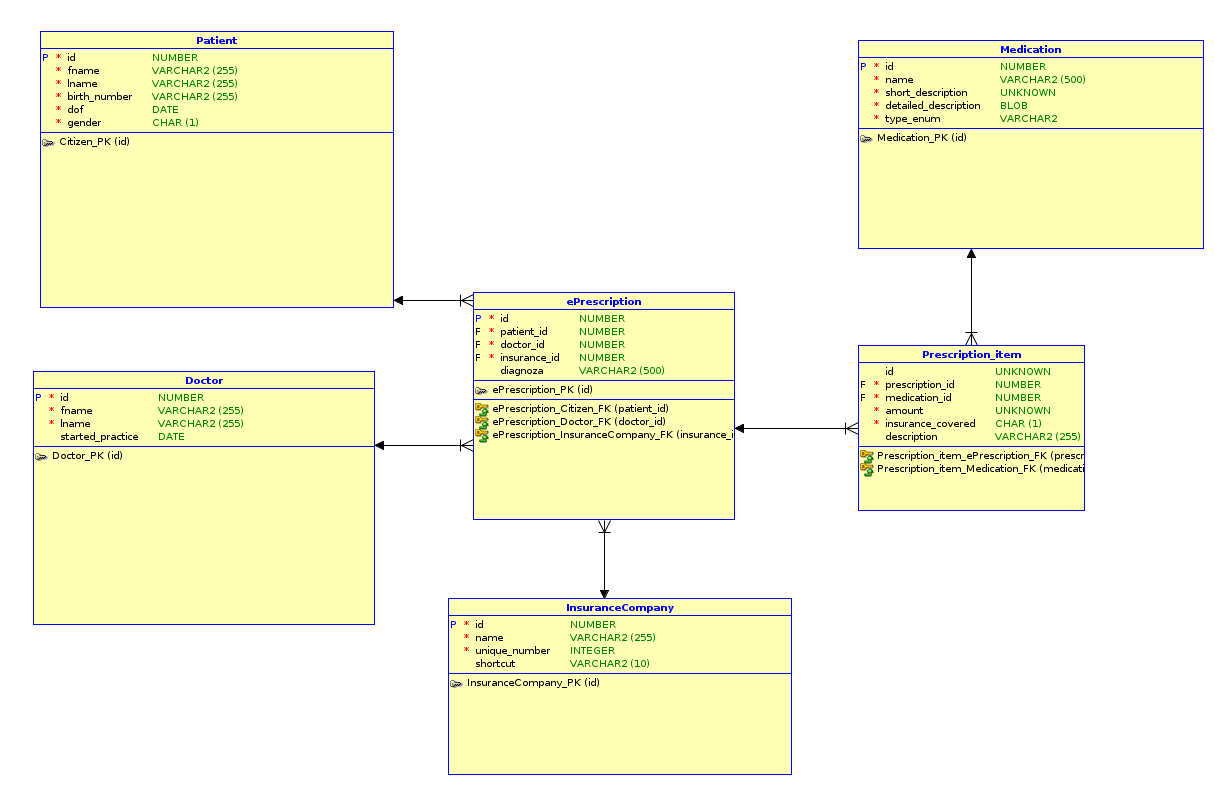 Patient
P * id NUMBER
* fname VARCHAR2 (255)
* lname VARCHAR2 (255)
* birth_number VARCHAR2 (255)
* dof DATE
* gender CHAR (1)
Citizen_PK (id)
Medication
P * id NUMBER
* name VARCHAR2 (500)
* short_description UNKNOWN
* detailed_description BLOB
* type_enum VARCHAR2
Medication_PK (id)
ePrescription
P * id NUMBER
F * patient_id NUMBER
F * doctor_id NUMBER
F * insurance_id NUMBER
diagnoza VARCHAR2 (500)
ePrescription_PK (id)
ePrescription_Citizen_FK (patient_id)
ePrescription_Doctor_FK (doctor_id)
ePrescription_InsuranceCompany_FK (insurance_i
Prescription_item
id UNKNOWN
F * prescription_id NUMBER
F * medication_id NUMBER
* amount UNKNOWN
* insurance_covered CHAR (1)
description VARCHAR2 (255)
Prescription_item_ePrescription_FK (prescr
Prescription_item_Medication_FK (medicati
Doctor
P * id NUMBER
* fname VARCHAR2 (255)
* lname VARCHAR2 (255)
started_practice DATE
Doctor_PK (id)
InsuranceCompany
P * id NUMBER
* name VARCHAR2 (255)
* unique_number INTEGER
shortcut VARCHAR2 (10)
InsuranceCompany_PK (id)